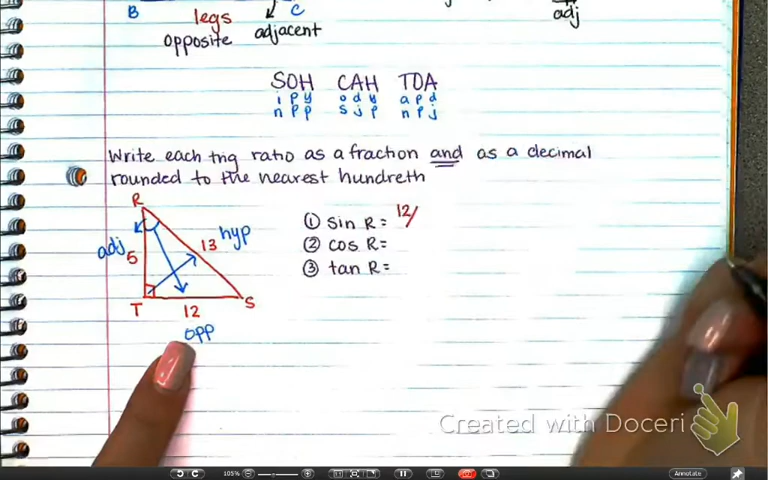 B legs C
opposite adjacent
adj
SOH CAH TOA
i p y o d y a p d
n p p s j p n p j
Write each trig ratio as a fraction and as a decimal
rounded to the nearest hundreth
R
① sin R = 12/
adj 5 13 hyp
② cos R =
③ tan R =
T 12 S
opp
Created with Doceri
105%
Annotate